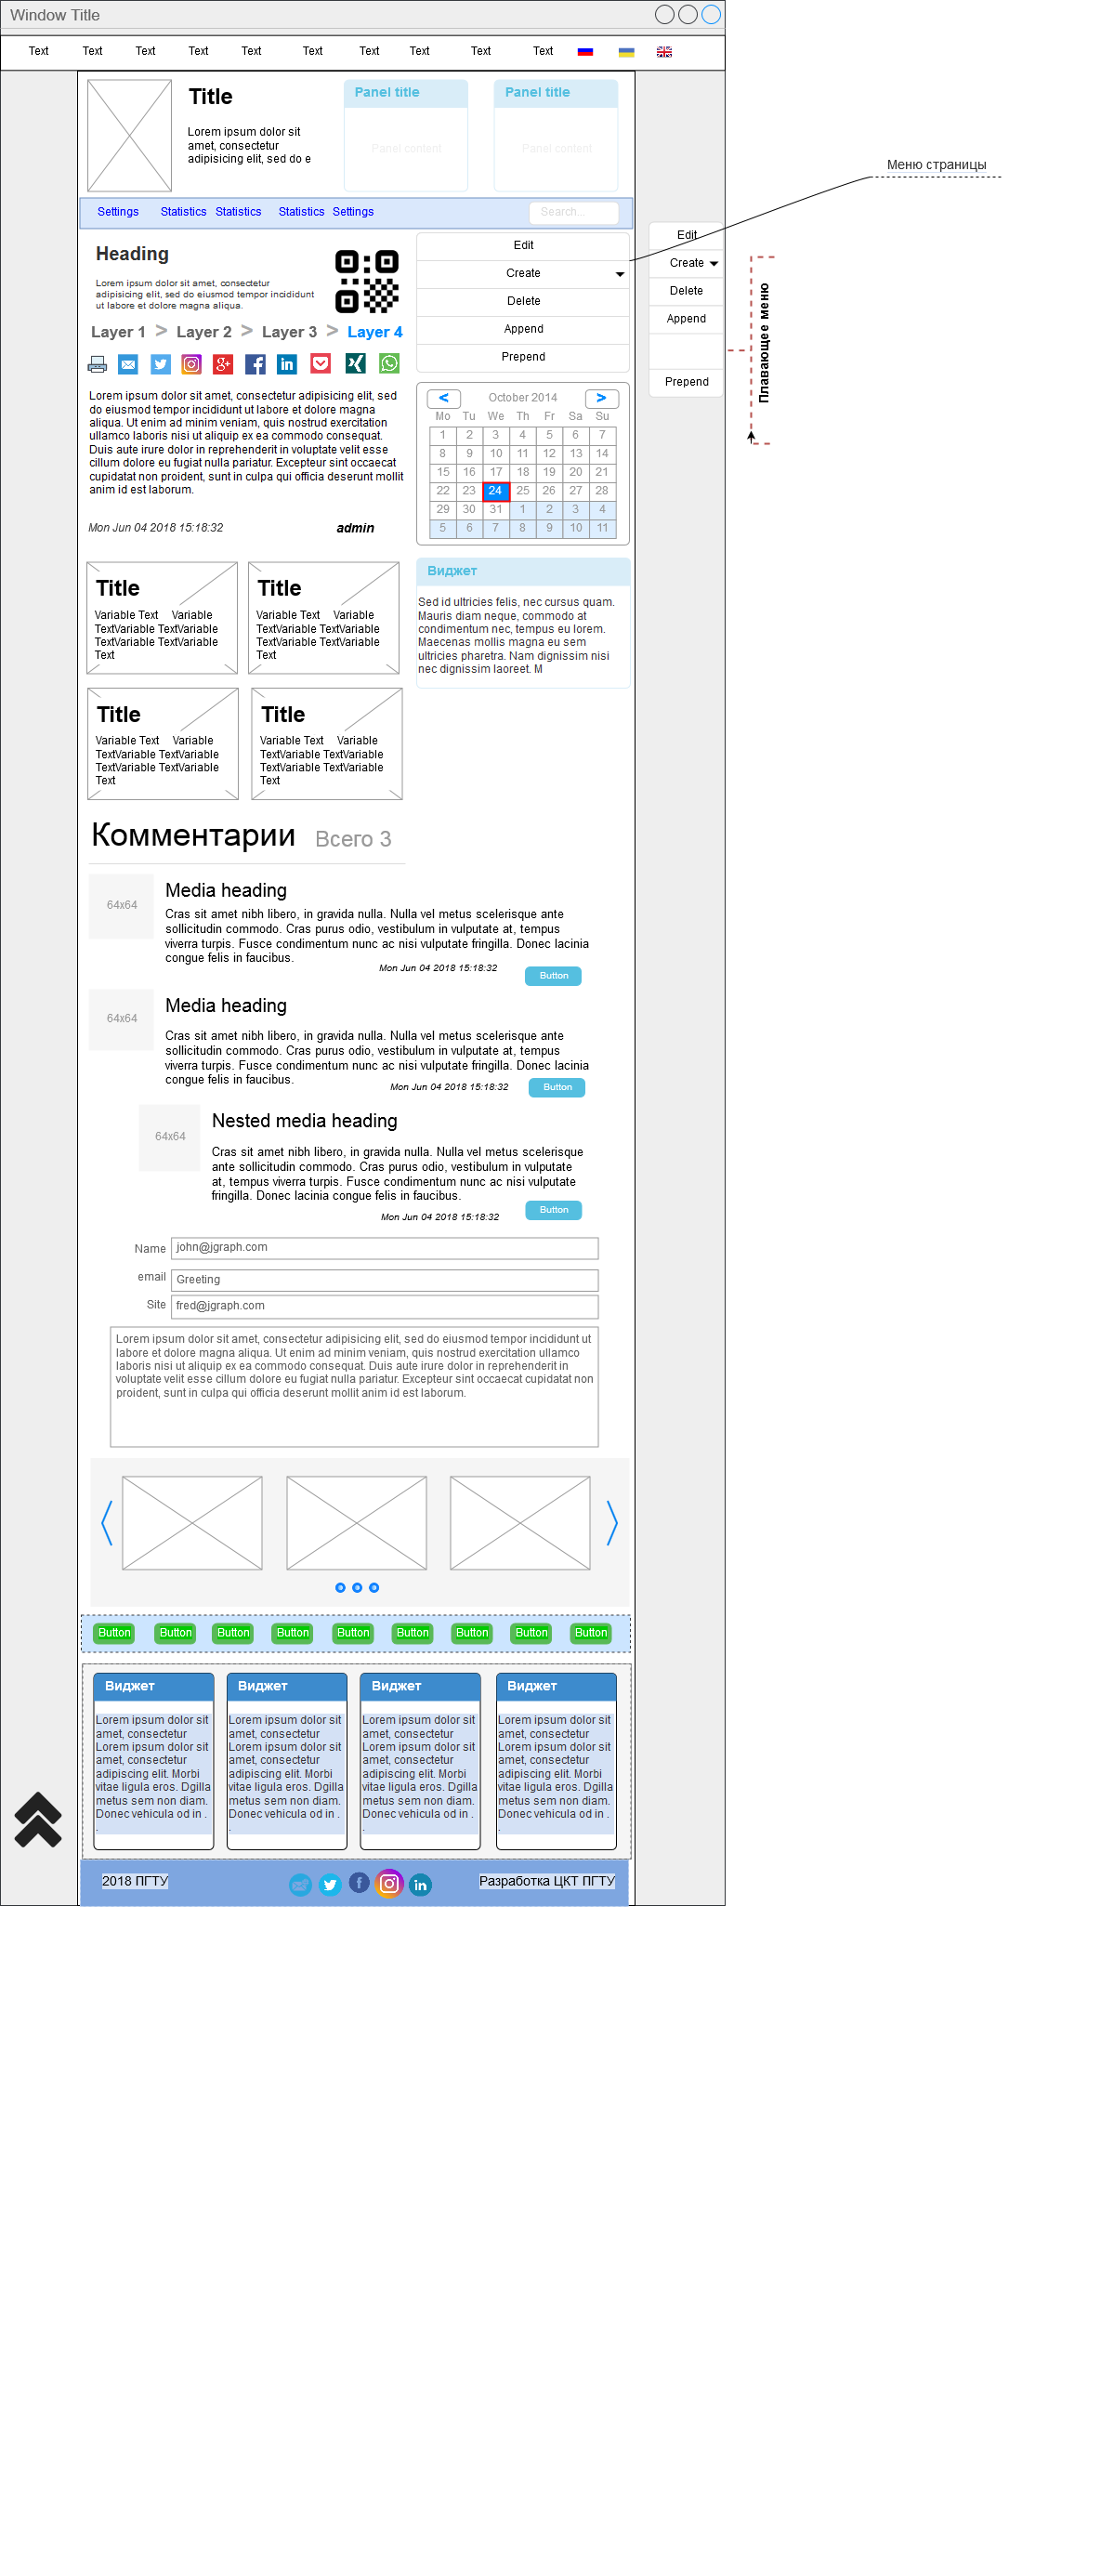 Window Title
Text Text Text Text Text Text Text Text Text Text
Title
Lorem ipsum dolor sit
amet, consectetur
adipisicing elit, sed do e
Panel title
Panel content
Panel title
Panel content
Меню страницы
Settings Statistics Statistics Statistics Settings
Search...
Heading
Lorem ipsum dolor sit amet, consectetur
adipisicing elit, sed do eiusmod tempor incididunt
ut labore et dolore magna aliqua.
Layer 1 > Layer 2 > Layer 3 > Layer 4
Edit
Create
Delete
Append
Prepend
Edit
Create
Delete
Append
Prepend
Плавающее меню
Lorem ipsum dolor sit amet, consectetur adipisicing elit, sed
do eiusmod tempor incididunt ut labore et dolore magna
aliqua. Ut enim ad minim veniam, quis nostrud exercitation
ullamco laboris nisi ut aliquip ex ea commodo consequat.
Duis aute irure dolor in reprehenderit in voluptate velit esse
cillum dolore eu fugiat nulla pariatur. Excepteur sint occaecat
cupidatat non proident, sunt in culpa qui officia deserunt mollit
anim id est laborum.
Mon Jun 04 2018 15:18:32 admin
< October 2014 >
Mo Tu We Th Fr Sa Su
1 2 3 4 5 6 7
8 9 10 11 12 13 14
15 16 17 18 19 20 21
22 23 24 25 26 27 28
29 30 31 1 2 3 4
5 6 7 8 9 10 11
Виджет
Sed id ultricies felis, nec cursus quam.
Mauris diam neque, commodo at
condimentum nec, tempus eu lorem.
Maecenas mollis magna eu sem
ultricies pharetra. Nam dignissim nisi
nec dignissim laoreet. M
Title
Variable Text Variable
TextVariable TextVariable
TextVariable TextVariable
Text
Title
Variable Text Variable
TextVariable TextVariable
TextVariable TextVariable
Text
Title
Variable Text Variable
TextVariable TextVariable
TextVariable TextVariable
Text
Title
Variable Text Variable
TextVariable TextVariable
TextVariable TextVariable
Text
Комментарии Всего 3
64x64
Media heading
Cras sit amet nibh libero, in gravida nulla. Nulla vel metus scelerisque ante
sollicitudin commodo. Cras purus odio, vestibulum in vulputate at, tempus
viverra turpis. Fusce condimentum nunc ac nisi vulputate fringilla. Donec lacinia
congue felis in faucibus.
Mon Jun 04 2018 15:18:32
Button
64x64
Media heading
Cras sit amet nibh libero, in gravida nulla. Nulla vel metus scelerisque ante
sollicitudin commodo. Cras purus odio, vestibulum in vulputate at, tempus
viverra turpis. Fusce condimentum nunc ac nisi vulputate fringilla. Donec lacinia
congue felis in faucibus.
Mon Jun 04 2018 15:18:32
Button
64x64
Nested media heading
Cras sit amet nibh libero, in gravida nulla. Nulla vel metus scelerisque
ante sollicitudin commodo. Cras purus odio, vestibulum in vulputate
at, tempus viverra turpis. Fusce condimentum nunc ac nisi vulputate
fringilla. Donec lacinia congue felis in faucibus.
Mon Jun 04 2018 15:18:32
Button
Name john@jgraph.com
email Greeting
Site fred@jgraph.com
Lorem ipsum dolor sit amet, consectetur adipisicing elit, sed do eiusmod tempor incididunt ut
labore et dolore magna aliqua. Ut enim ad minim veniam, quis nostrud exercitation ullamco
laboris nisi ut aliquip ex ea commodo consequat. Duis aute irure dolor in reprehenderit in
voluptate velit esse cillum dolore eu fugiat nulla pariatur. Excepteur sint occaecat cupidatat non
proident, sunt in culpa qui officia deserunt mollit anim id est laborum.
Button Button Button Button Button Button Button Button Button
Виджет
Lorem ipsum dolor sit
amet, consectetur
Lorem ipsum dolor sit
amet, consectetur
adipiscing elit. Morbi
vitae ligula eros. Dgilla
metus sem non diam.
Donec vehicula od in .
.
Виджет
Lorem ipsum dolor sit
amet, consectetur
Lorem ipsum dolor sit
amet, consectetur
adipiscing elit. Morbi
vitae ligula eros. Dgilla
metus sem non diam.
Donec vehicula od in .
.
Виджет
Lorem ipsum dolor sit
amet, consectetur
Lorem ipsum dolor sit
amet, consectetur
adipiscing elit. Morbi
vitae ligula eros. Dgilla
metus sem non diam.
Donec vehicula od in .
.
Виджет
Lorem ipsum dolor sit
amet, consectetur
Lorem ipsum dolor sit
amet, consectetur
adipiscing elit. Morbi
vitae ligula eros. Dgilla
metus sem non diam.
Donec vehicula od in .
.
2018 ПГТУ
Разработка ЦКТ ПГТУ